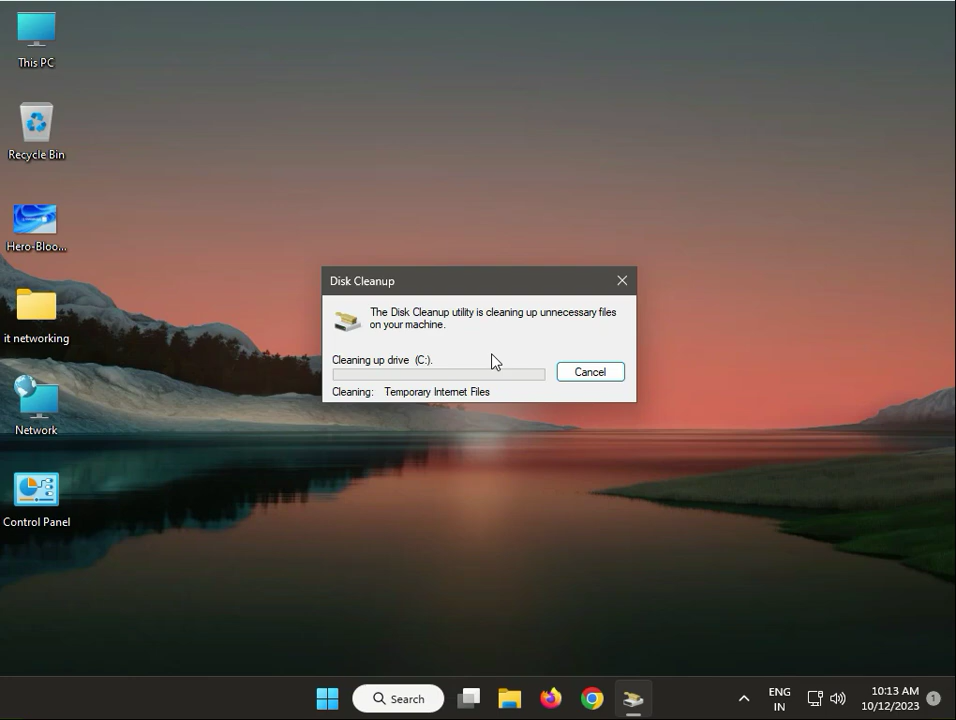 This PC
Recycle Bin
Hero-Bloo...
it networking
Network
Control Panel
Disk Cleanup
The Disk Cleanup utility is cleaning up unnecessary files
on your machine.
Cleaning up drive (C:).
Cancel
Cleaning: Temporary Internet Files
Search
ENG
IN
10:13 AM
10/12/2023
1